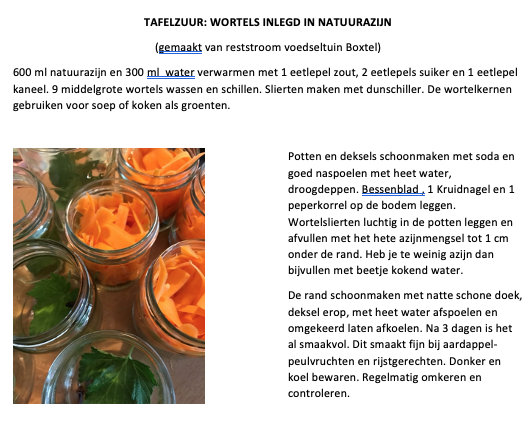 TAFELZUUR: WORTELS INLEGD IN NATUURAZIJN
(gemaakt van reststroom voedseltuin Boxtel)
600 ml natuurazijn en 300 ml  water verwarmen met 1 eetlepel zout, 2 eetlepels suiker en 1 eetlepel
kaneel. 9 middelgrote wortels wassen en schillen. Slierten maken met dunschiller. De wortelkernen
gebruiken voor soep of koken als groenten.
Potten en deksels schoonmaken met soda en
goed naspoelen met heet water,
droogdeppen. Bessenblad , 1 Kruidnagel en 1
peperkorrel op de bodem leggen.
Wortelslierten luchtig in de potten leggen en
afvullen met het hete azijnmengsel tot 1 cm
onder de rand. Heb je te weinig azijn dan
bijvullen met beetje kokend water.
De rand schoonmaken met natte schone doek,
deksel erop, met heet water afspoelen en
omgekeerd laten afkoelen. Na 3 dagen is het
al smaakvol. Dit smaakt fijn bij aardappel-
peulvruchten en rijstgerechten. Donker en
koel bewaren. Regelmatig omkeren en
controleren.